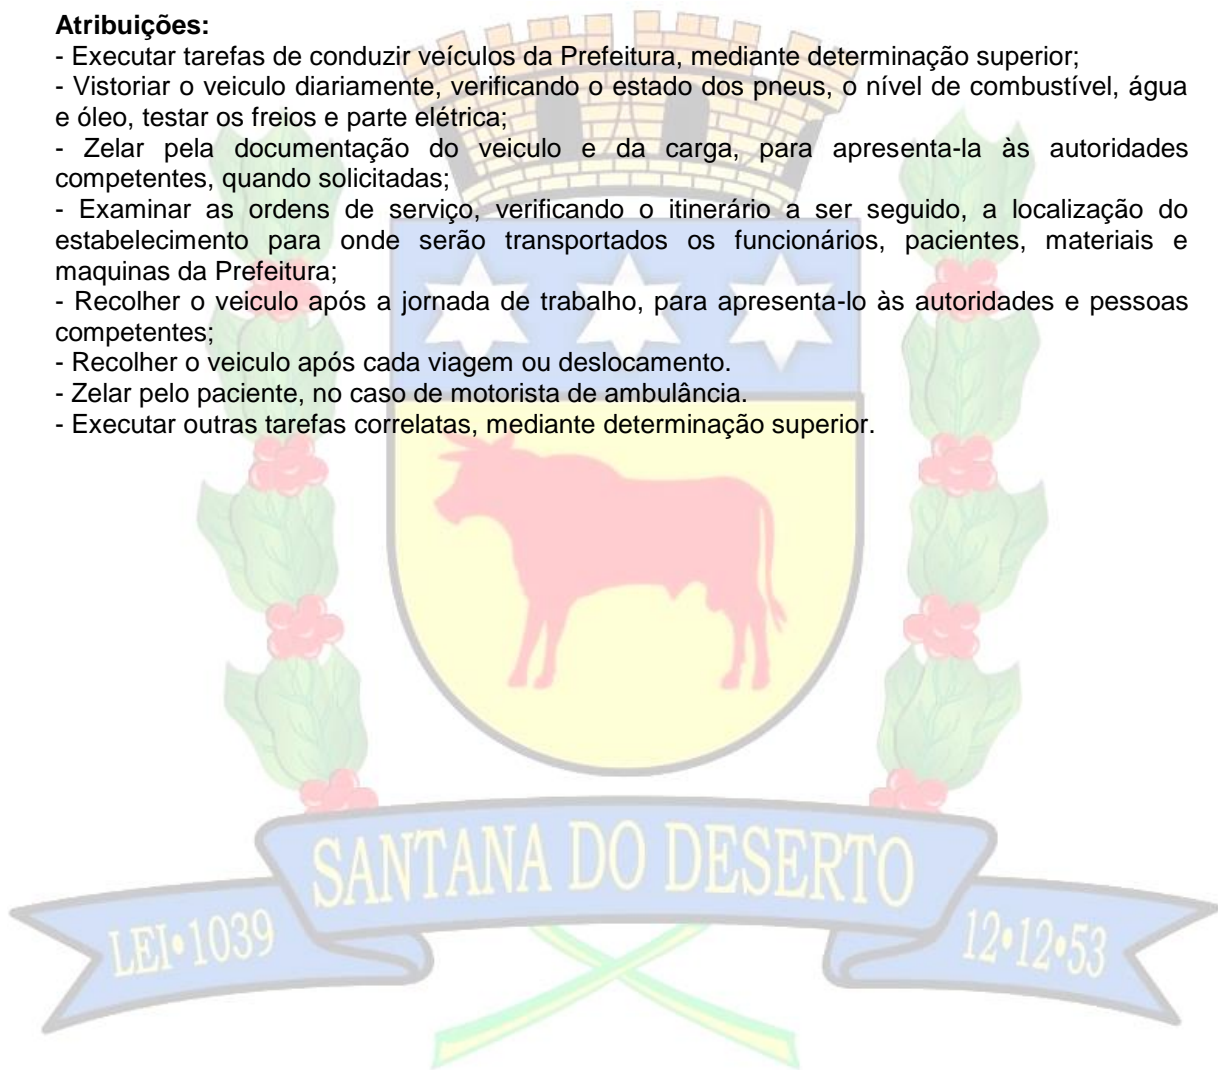 Atribuições:
- Executar tarefas de conduzir veículos da Prefeitura, mediante determinação superior;
- Vistoriar o veiculo diariamente, verificando o estado dos pneus, o nível de combustível, água
e óleo, testar os freios e parte elétrica;
- Zelar pela documentação do veiculo e da carga, para apresenta-la às autoridades
competentes, quando solicitadas;
- Examinar as ordens de serviço, verificando o itinerário a ser seguido, a localização do
estabelecimento para onde serão transportados os funcionários, pacientes, materiais e
maquinas da Prefeitura;
- Recolher o veiculo após a jornada de trabalho, para apresenta-lo às autoridades e pessoas
competentes;
- Recolher o veiculo após cada viagem ou deslocamento.
- Zelar pelo paciente, no caso de motorista de ambulância.
- Executar outras tarefas correlatas, mediante determinação superior.
SANTANA DO DESERTO
LEI•1039
12•12•53